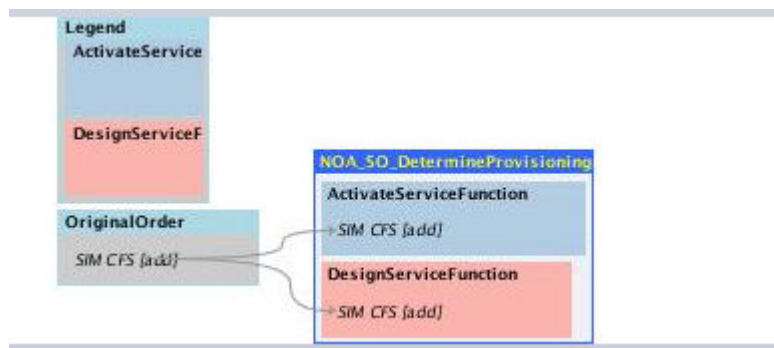 Legend
ActivateService
DesignServiceF
OriginalOrder
SIM CFS [add]
NOA_SO_DetermineProvisioning
ActivateServiceFunction
SIM CFS [add]
DesignServiceFunction
SIM CFS [add]